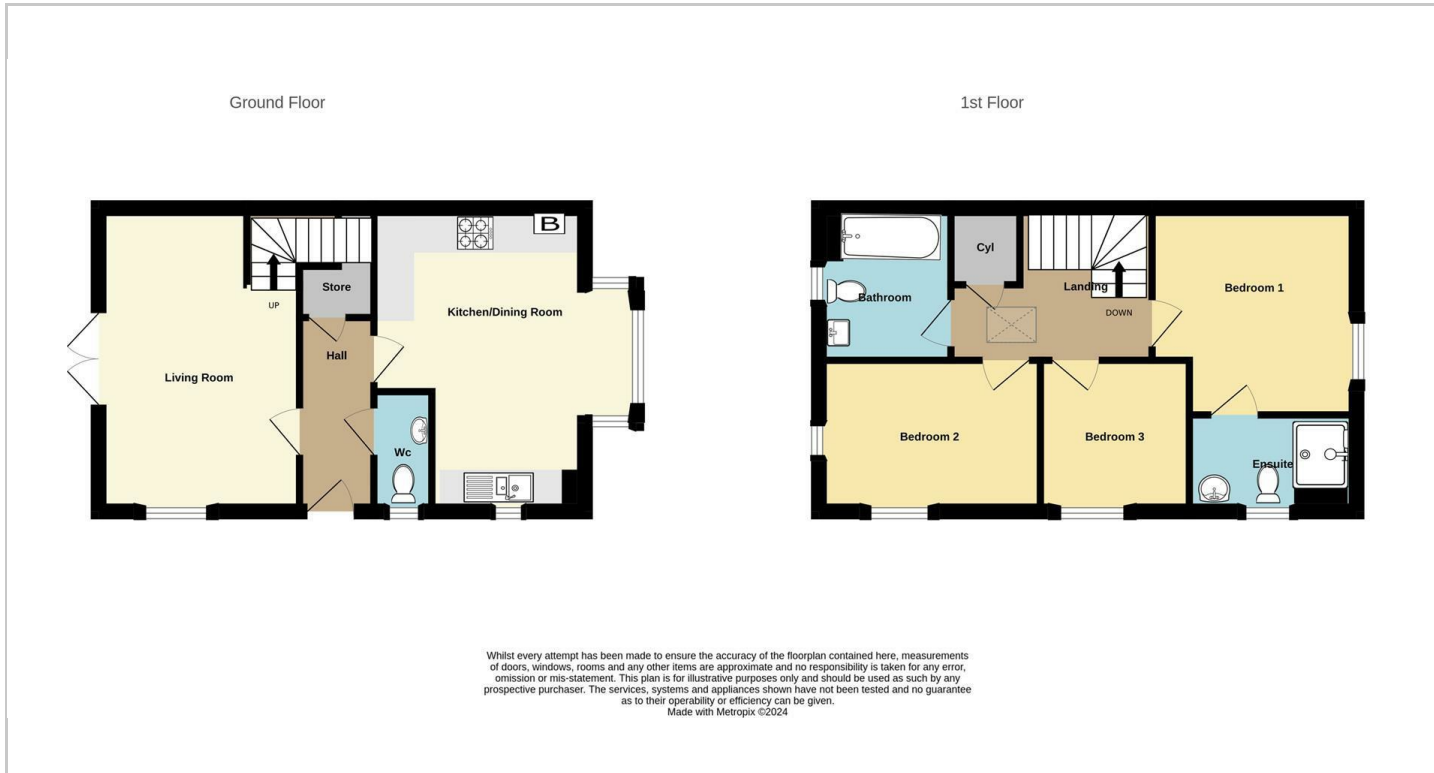 Ground Floor
1st Floor
B
Store
UP
Kitchen/Dining Room
Hall
Living Room
Wc
Cyl
Landing
Bathroom
DOWN
Bedroom 1
Bedroom 2
Bedroom 3
Ensuite
Whilst every attempt has been made to ensure the accuracy of the floorplan contained here, measurements
of doors, windows, rooms and any other items are approximate and no responsibility is taken for any error,
omission or mis-statement. This plan is for illustrative purposes only and should be used as such by any
prospective purchaser. The services, systems and appliances shown have not been tested and no guarantee
as to their operability or efficiency can be given.
Made with Metropix ©2024